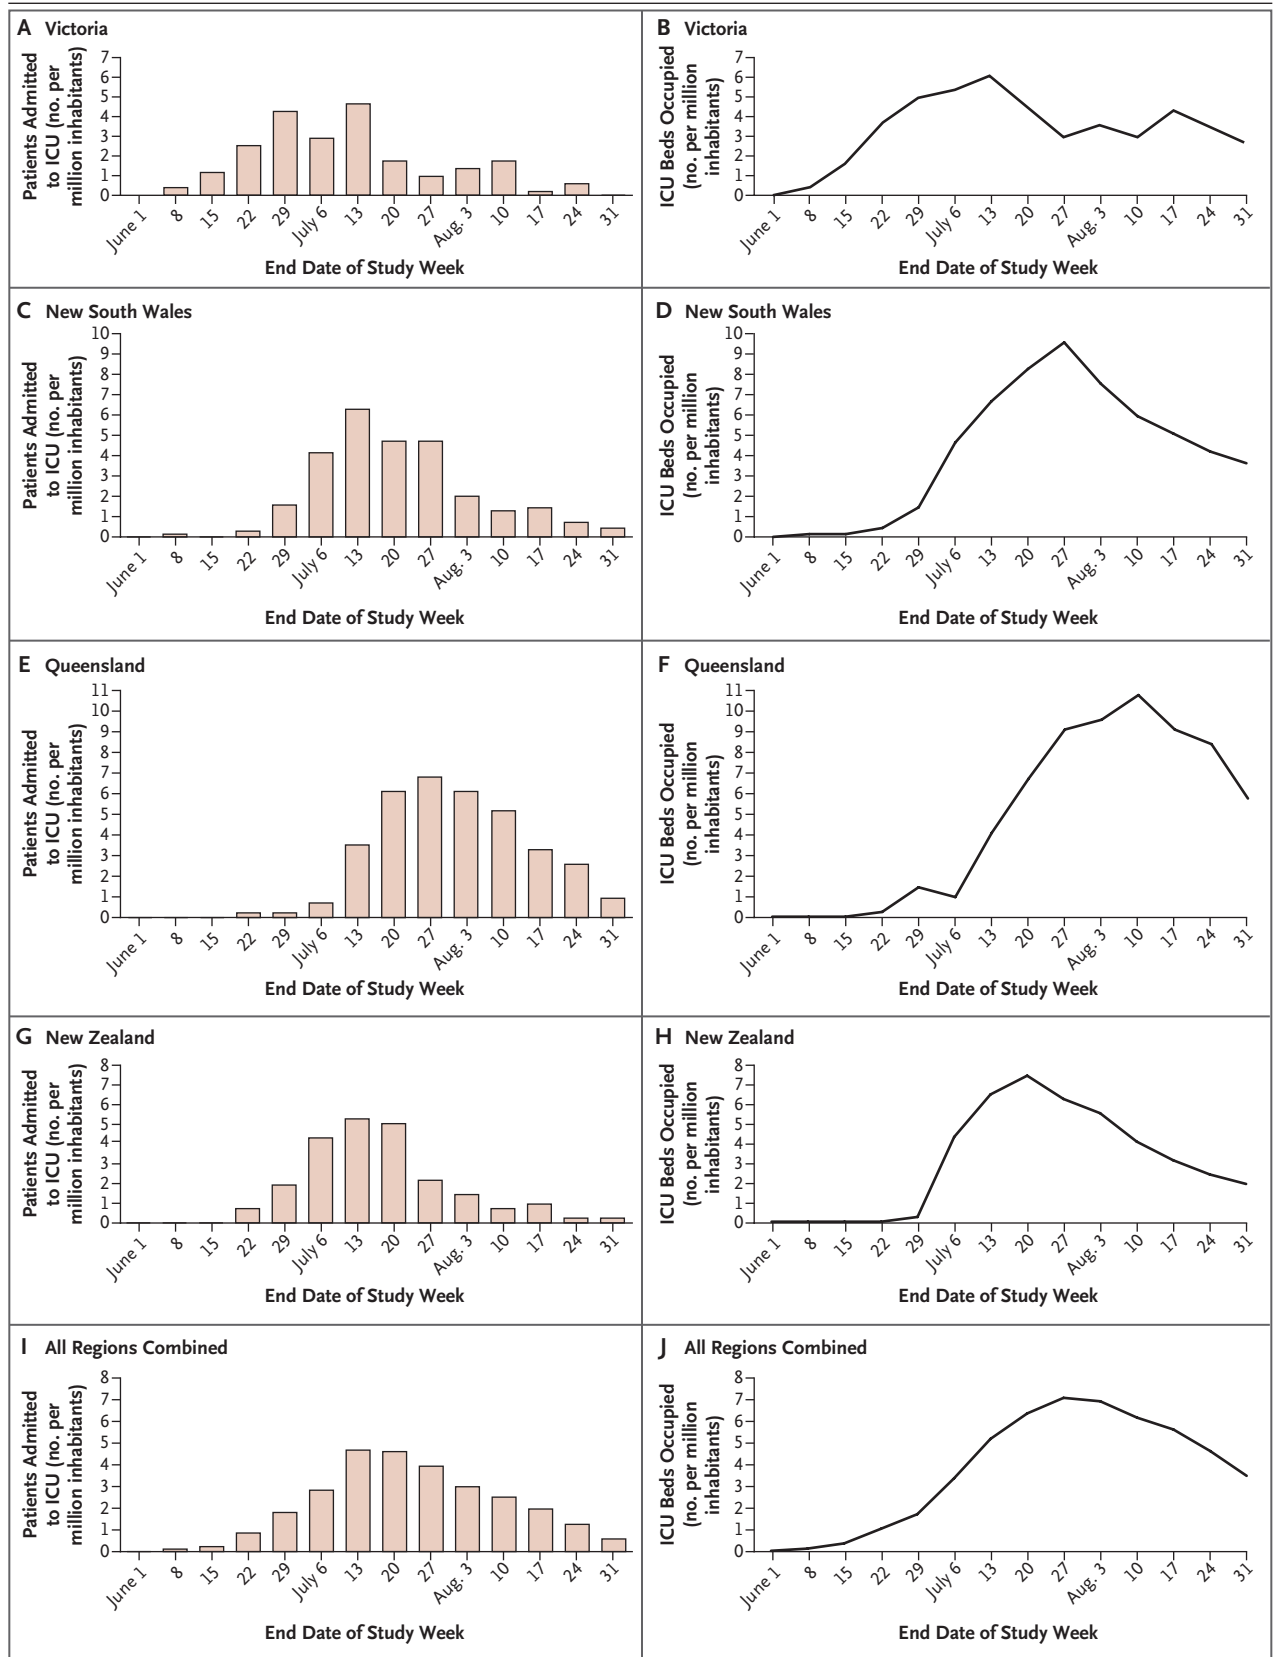 A Victoria
Patients Admitted
to ICU (no. per
million inhabitants)
7
6
5
4
3
2
1
0
June 1
8
15
22
29
July 6
13
20
27
Aug. 3
10
17
24
31
End Date of Study Week
B Victoria
ICU Beds Occupied
(no. per million
inhabitants)
7
6
5
4
3
2
1
0
June 1
8
15
22
29
July 6
13
20
27
Aug. 3
10
17
24
31
End Date of Study Week
C New South Wales
Patients Admitted
to ICU (no. per
million inhabitants)
10
9
8
7
6
5
4
3
2
1
0
June 1
8
15
22
29
July 6
13
20
27
Aug. 3
10
17
24
31
End Date of Study Week
D New South Wales
ICU Beds Occupied
(no. per million
inhabitants)
10
9
8
7
6
5
4
3
2
1
0
June 1
8
15
22
29
July 6
13
20
27
Aug. 3
10
17
24
31
End Date of Study Week
E Queensland
Patients Admitted
to ICU (no. per
million inhabitants)
11
10
9
8
7
6
5
4
3
2
1
0
June 1
8
15
22
29
July 6
13
20
27
Aug. 3
10
17
24
31
End Date of Study Week
F Queensland
ICU Beds Occupied
(no. per million
inhabitants)
11
10
9
8
7
6
5
4
3
2
1
0
June 1
8
15
22
29
July 6
13
20
27
Aug. 3
10
17
24
31
End Date of Study Week
G New Zealand
Patients Admitted
to ICU (no. per
million inhabitants)
8
7
6
5
4
3
2
1
0
June 1
8
15
22
29
July 6
13
20
27
Aug. 3
10
17
24
31
End Date of Study Week
H New Zealand
ICU Beds Occupied
(no. per million
inhabitants)
8
7
6
5
4
3
2
1
0
June 1
8
15
22
29
July 6
13
20
27
Aug. 3
10
17
24
31
End Date of Study Week
I All Regions Combined
Patients Admitted
to ICU (no. per
million inhabitants)
8
7
6
5
4
3
2
1
0
June 1
8
15
22
29
July 6
13
20
27
Aug. 3
10
17
24
31
End Date of Study Week
J All Regions Combined
ICU Beds Occupied
(no. per million
inhabitants)
8
7
6
5
4
3
2
1
0
June 1
8
15
22
29
July 6
13
20
27
Aug. 3
10
17
24
31
End Date of Study Week